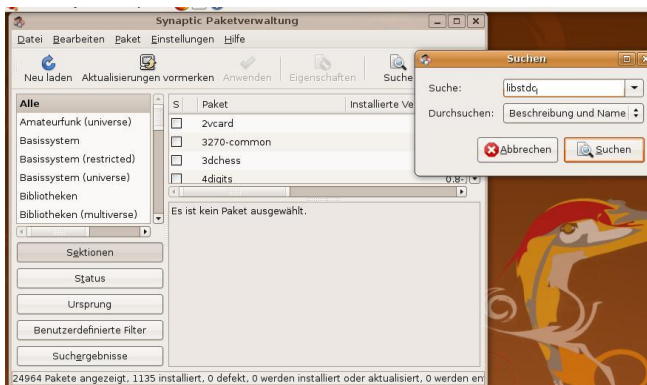 Synaptic Paketverwaltung
Datei Bearbeiten Paket Einstellungen Hilfe
Neu laden Aktualisierungen vormerken Anwenden Eigenschaften Suche
Alle
Amateurfunk (universe)
Basissystem
Basissystem (restricted)
Basissystem (universe)
Bibliotheken
Bibliotheken (multiverse)
S Paket Installierte Ve
2vcard
3270-common
3dchess
4digits 0.8-
Es ist kein Paket ausgewählt.
Sektionen
Status
Ursprung
Benutzerdefinierte Filter
Suchergebnisse
24964 Pakete angezeigt, 1135 installiert, 0 defekt, 0 werden installiert oder aktualisiert, 0 werden en
Suchen
Suche: libstdc
Durchsuchen: Beschreibung und Name
Abbrechen Suchen